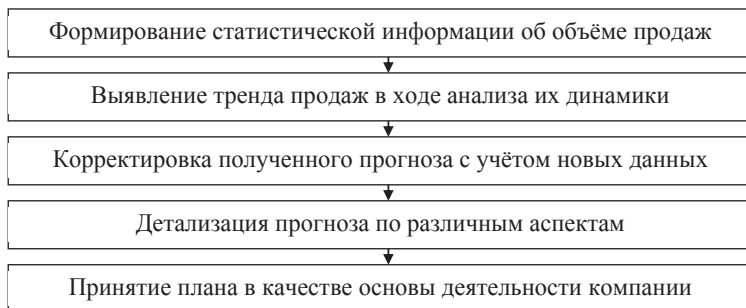 Формирование статистической информации об объёме продаж
Выявление тренда продаж в ходе анализа их динамики
Корректировка полученного прогноза с учётом новых данных
Детализация прогноза по различным аспектам
Принятие плана в качестве основы деятельности компании